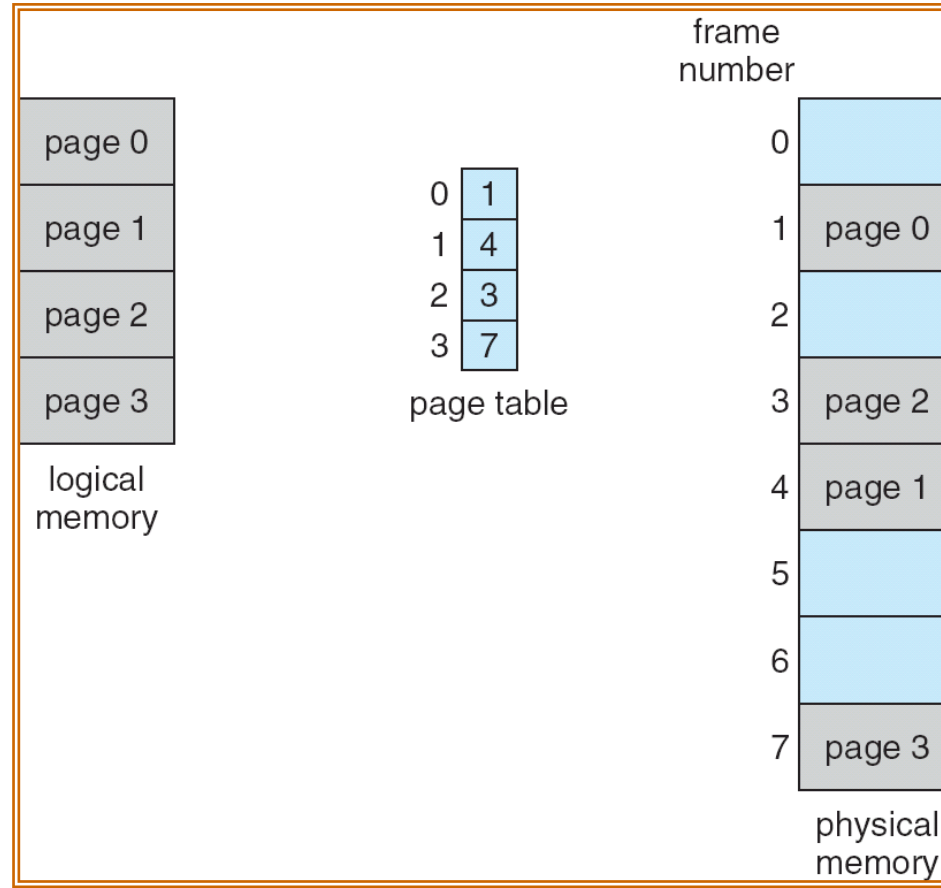 page 0
page 1
page 2
page 3
logical
memory
0 1
1 4
2 3
3 7
page table
frame
number
0
1 page 0
2
3 page 2
4 page 1
5
6
7 page 3
physical
memory